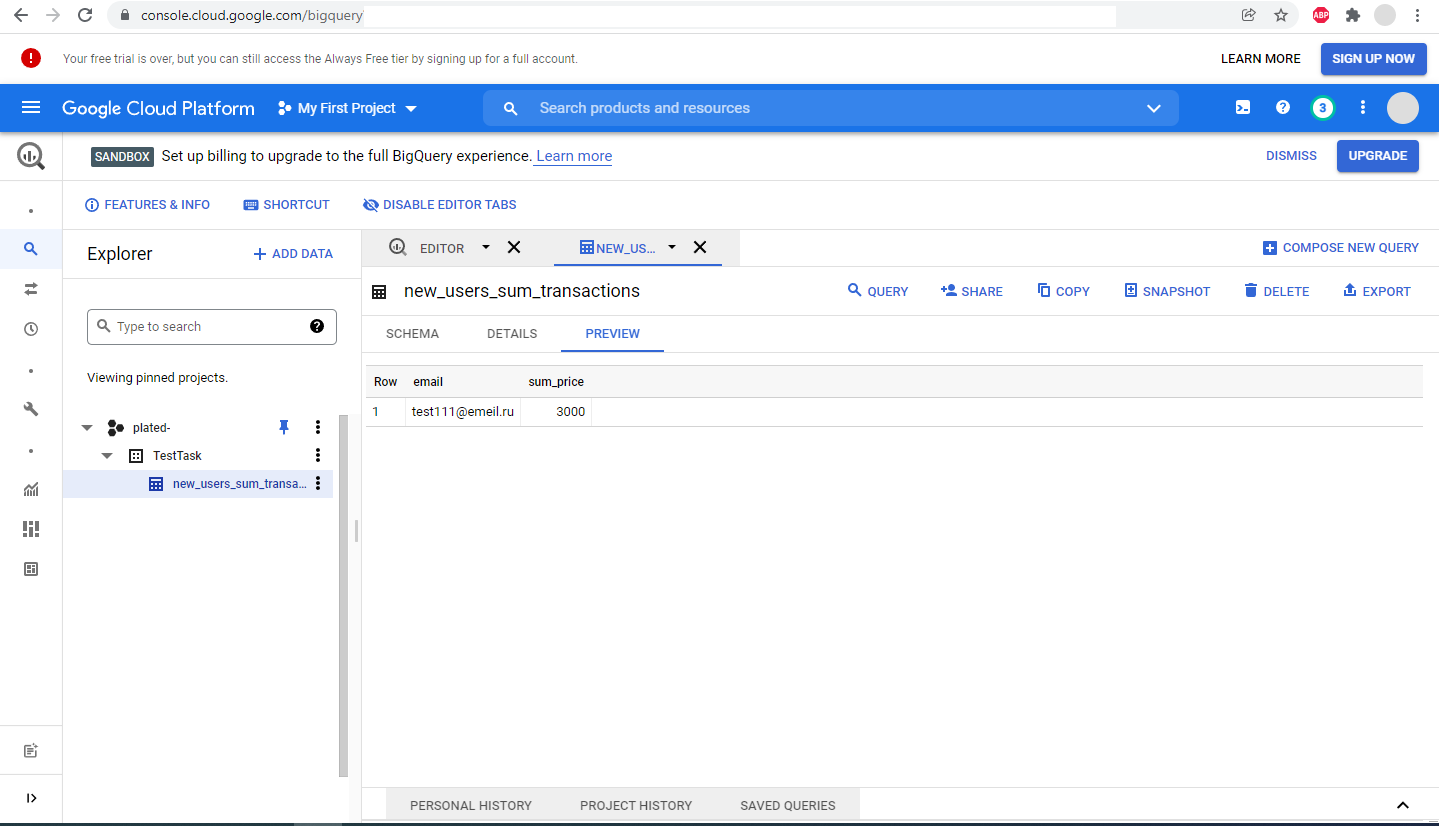 console.cloud.google.com/bigquery
ABP
Your free trial is over, but you can still access the Always Free tier by signing up for a full account.
LEARN MORE
SIGN UP NOW
Google Cloud Platform
My First Project
Search products and resources
3
SANDBOX Set up billing to upgrade to the full BigQuery experience. Learn more
DISMISS
UPGRADE
FEATURES & INFO
SHORTCUT
DISABLE EDITOR TABS
Explorer
ADD DATA
EDITOR
NEW_US...
COMPOSE NEW QUERY
new_users_sum_transactions
QUERY
SHARE
COPY
SNAPSHOT
DELETE
EXPORT
Type to search
SCHEMA
DETAILS
PREVIEW
Viewing pinned projects.
Row email sum_price
1 test111@emeil.ru 3000
plated-
TestTask
new_users_sum_transa...
PERSONAL HISTORY
PROJECT HISTORY
SAVED QUERIES